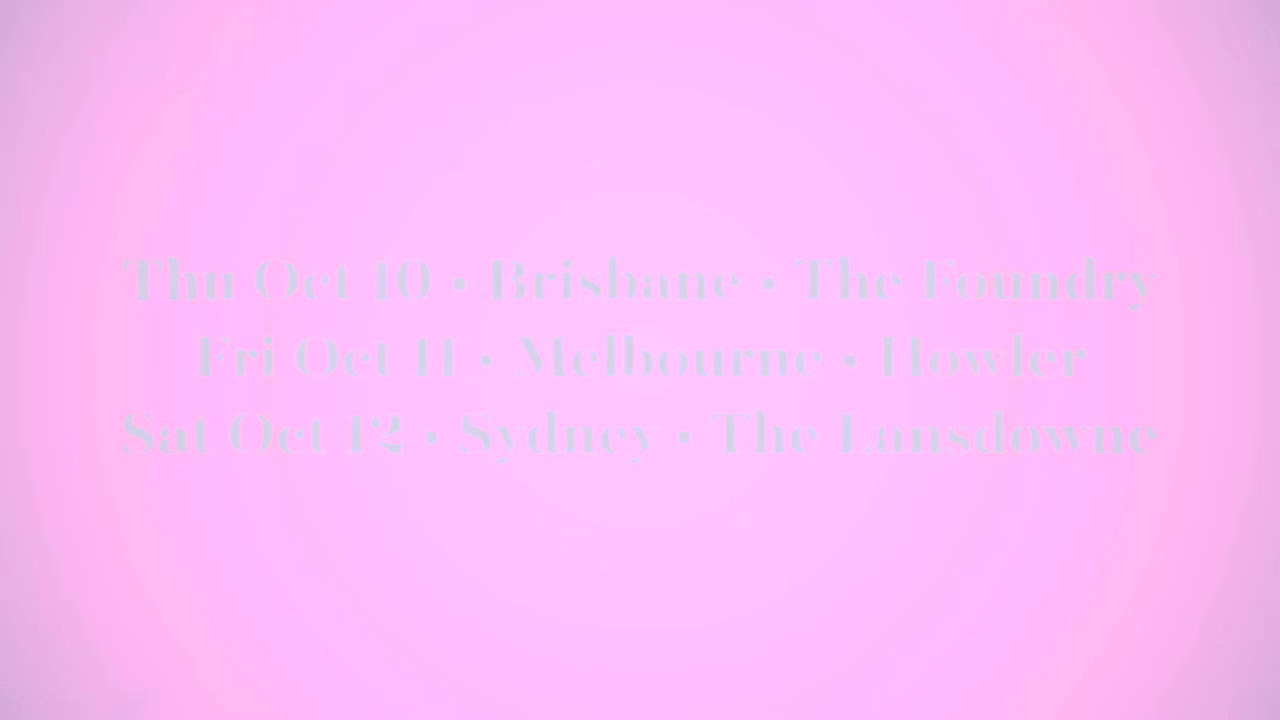 Thu Oct 10 • Brisbane • The Foundry
Fri Oct 11 • Melbourne • Howler
Sat Oct 12 • Sydney • The Lansdowne